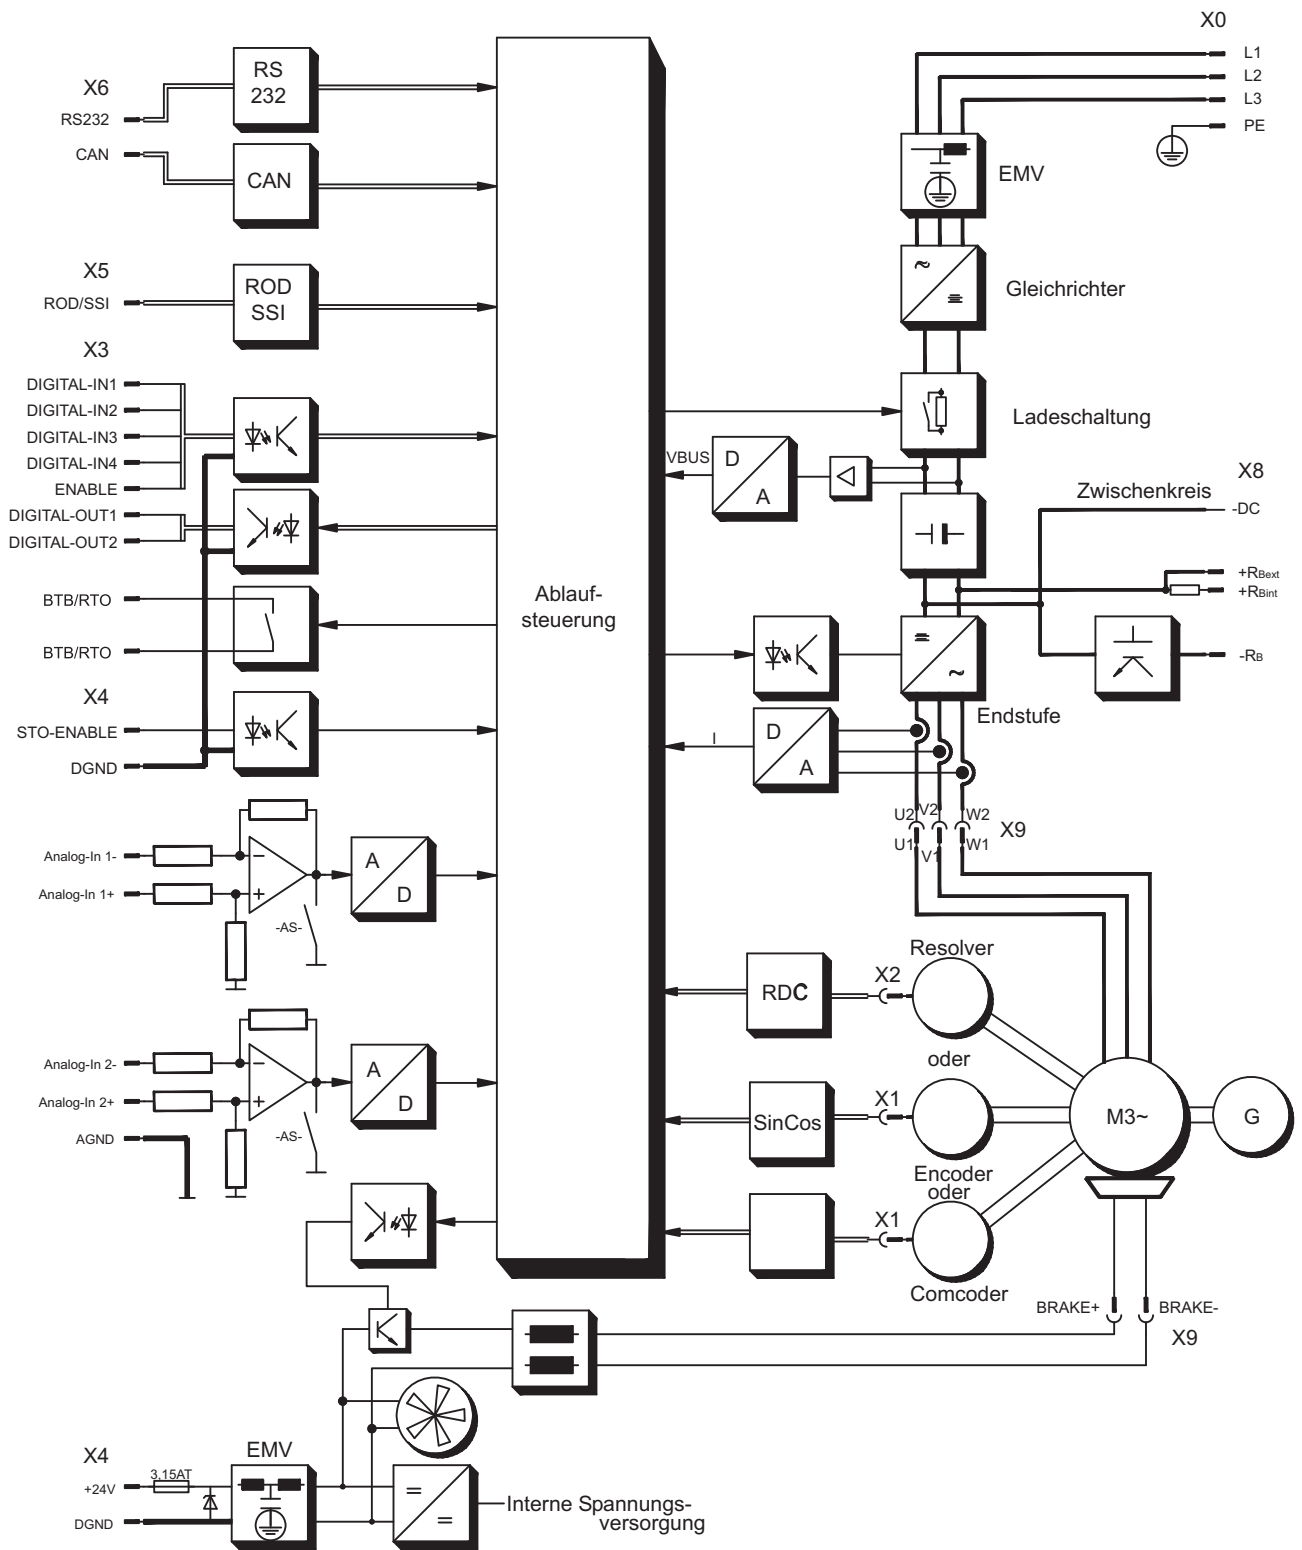 X0
L1
L2
L3
PE
EMV
Gleichrichter
Ladeschaltung
X6
RS232
CAN
RS
232
CAN
X5
ROD/SSI
ROD
SSI
X3
DIGITAL-IN1
DIGITAL-IN2
DIGITAL-IN3
DIGITAL-IN4
ENABLE
DIGITAL-OUT1
DIGITAL-OUT2
BTB/RTO
BTB/RTO
X4
STO-ENABLE
DGND
Ablauf-
steuerung
VBUS
D
A
X8
Zwischenkreis
-DC
+RBext
+RBint
-RB
Endstufe
I
D
A
U2
V2
W2
X9
U1
V1
W1
Analog-In 1-
Analog-In 1+
-AS-
A
D
Analog-In 2-
Analog-In 2+
AGND
-AS-
A
D
RDC
X2
Resolver
oder
SinCos
X1
Encoder
oder
X1
Comcoder
M3~
G
BRAKE+
BRAKE-
X9
X4
+24V
3,15AT
DGND
EMV
Interne Spannungs-
versorgung